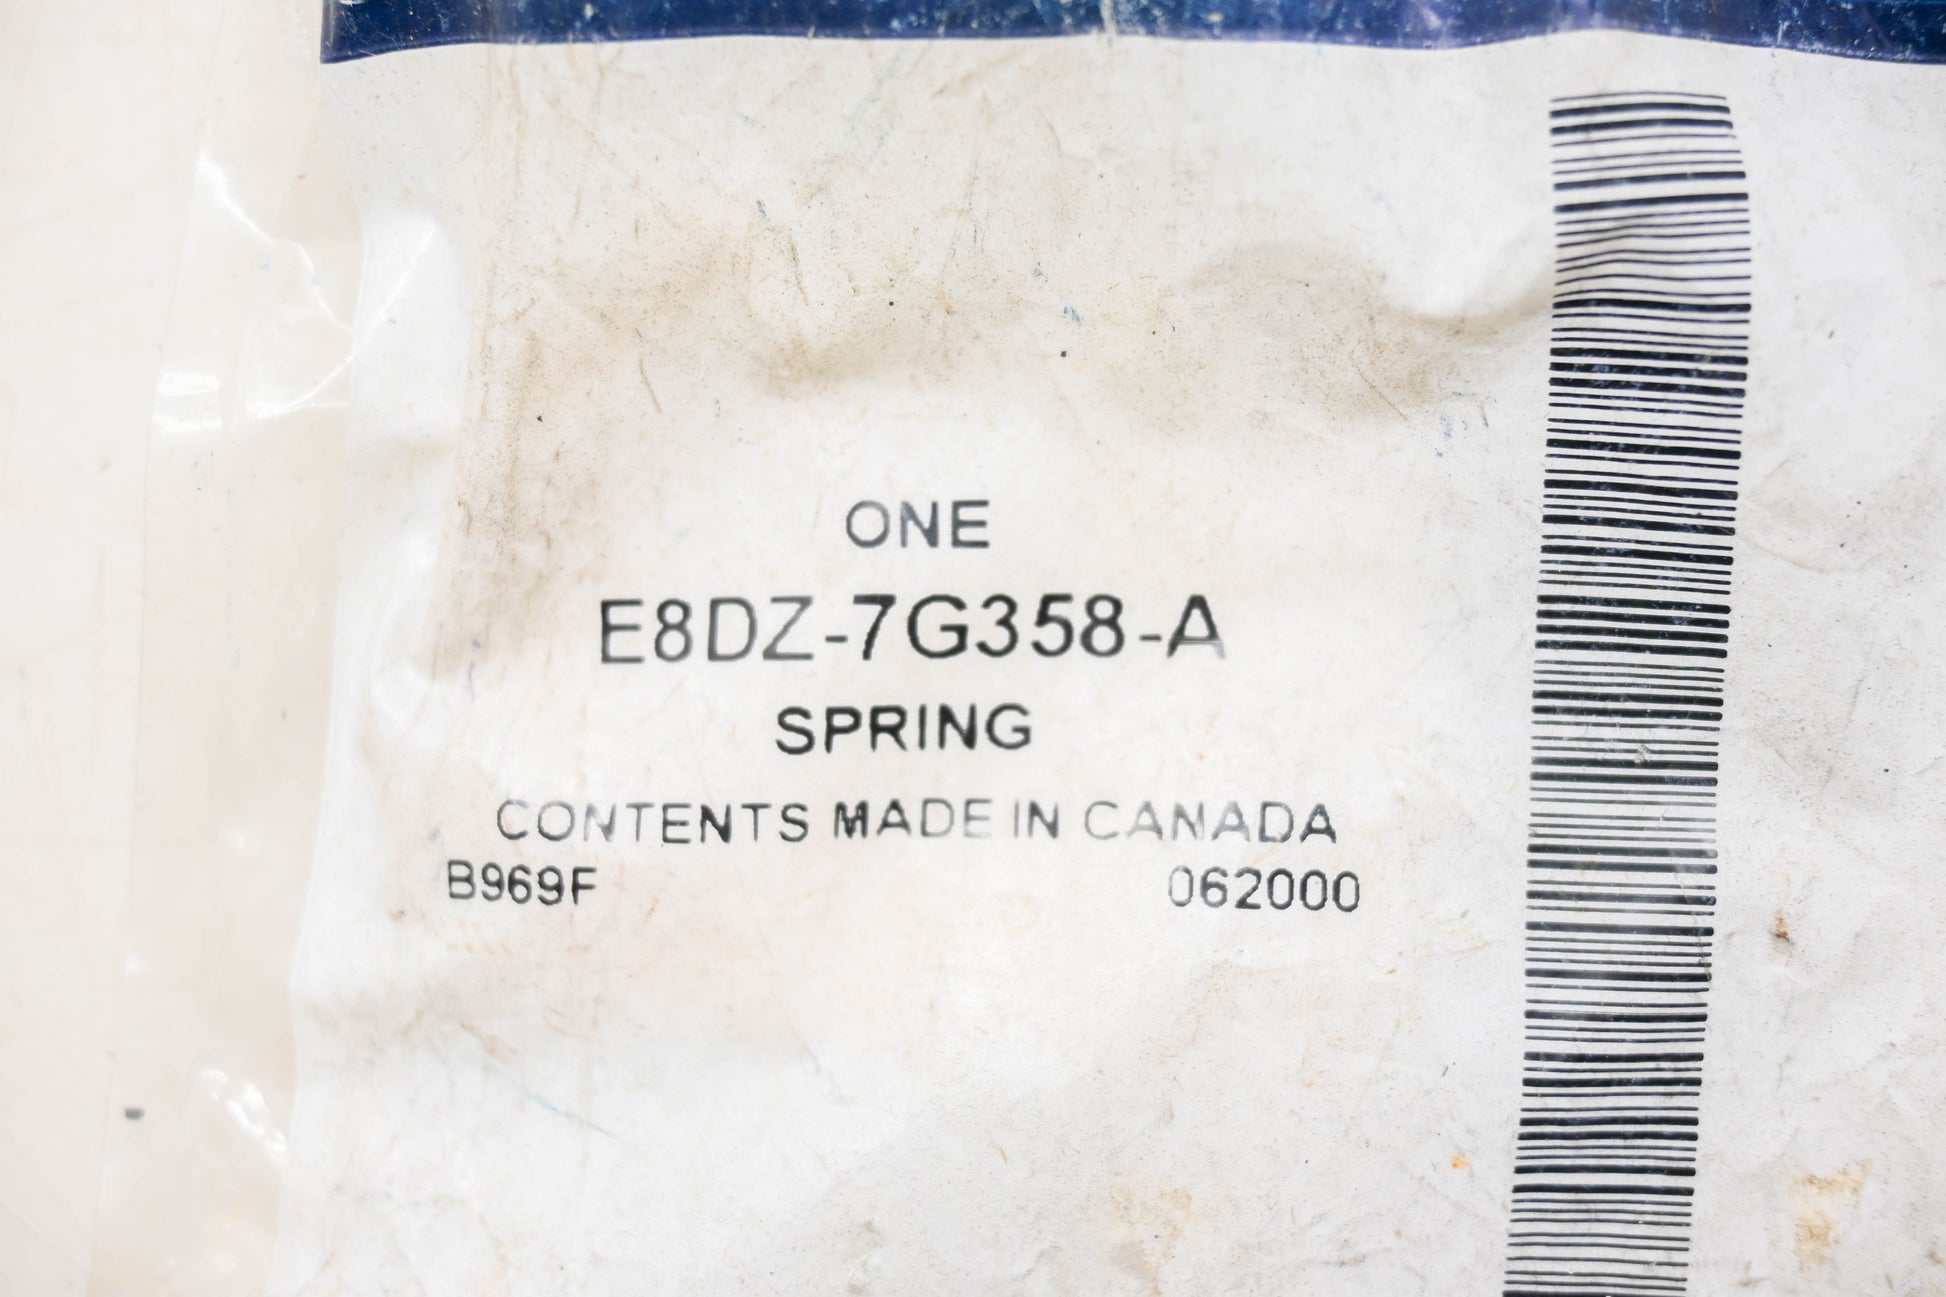 ONE
E8DZ-7G358-A
SPRING
CONTENTS MADE IN CANADA
B969F 062000